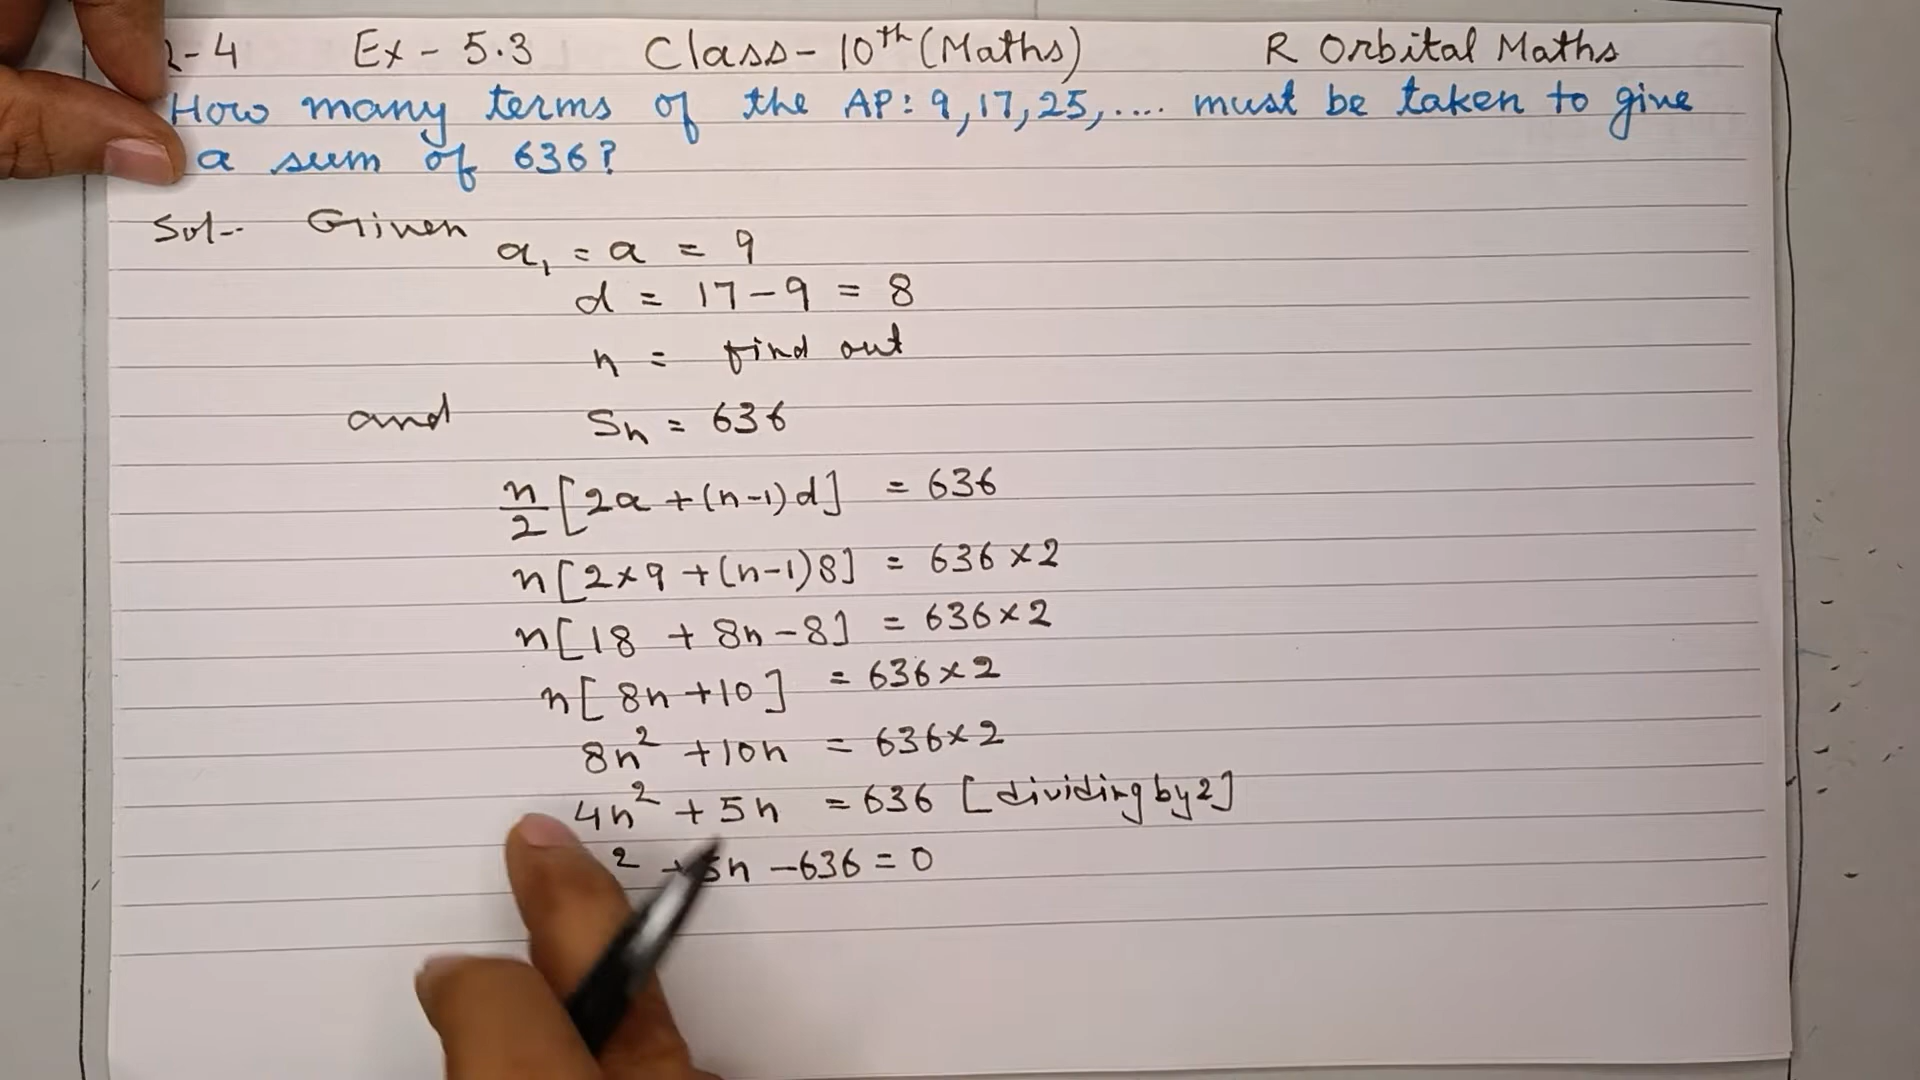 -4 Ex - 5.3 Class - 10th (Maths) R Orbital Maths
How many terms of the AP: 9, 17, 25, .... must be taken to give
a sum of 636?
Sol-- Given
a₁ = a = 9
d = 17 - 9 = 8
n = find out
and Sn = 636
n/2 [2a + (n-1)d] = 636
n[2×9 + (n-1)8] = 636×2
n[18 + 8n - 8] = 636×2
n[8n + 10] = 636×2
8n² + 10n = 636×2
4n² + 5n = 636 [dividing by 2]
² + 5n - 636 = 0